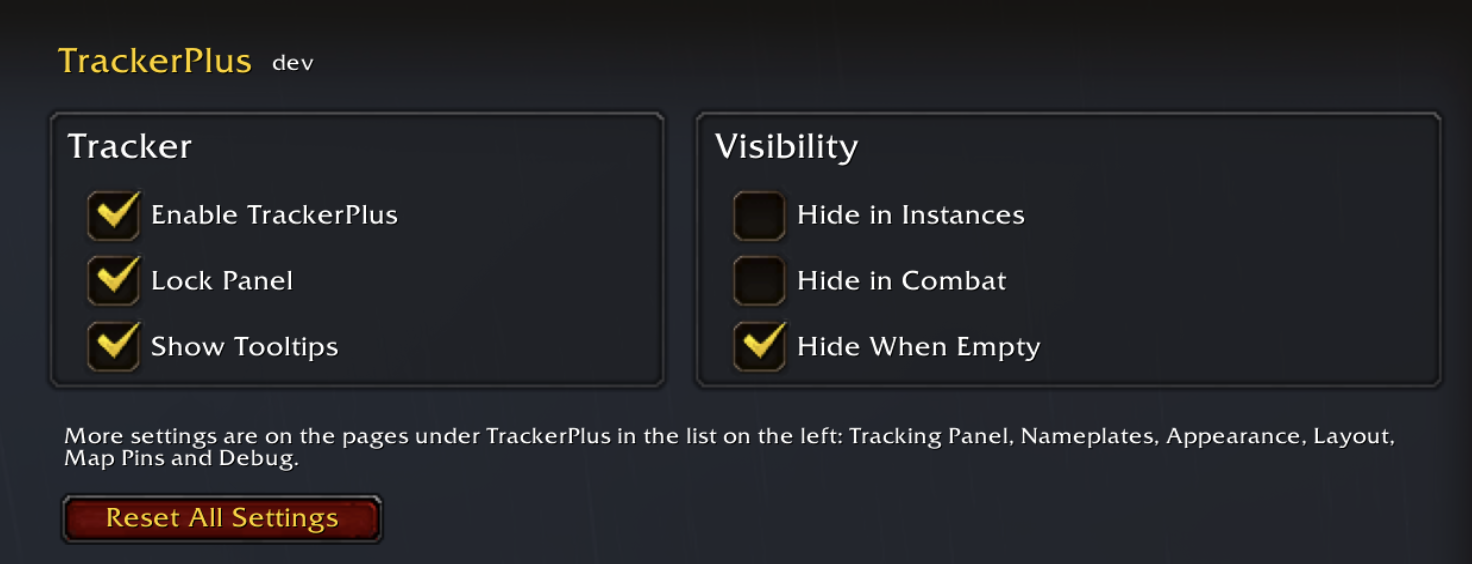 TrackerPlus dev
Tracker
Enable TrackerPlus
Lock Panel
Show Tooltips
Visibility
Hide in Instances
Hide in Combat
Hide When Empty
More settings are on the pages under TrackerPlus in the list on the left: Tracking Panel, Nameplates, Appearance, Layout,
Map Pins and Debug.
Reset All Settings